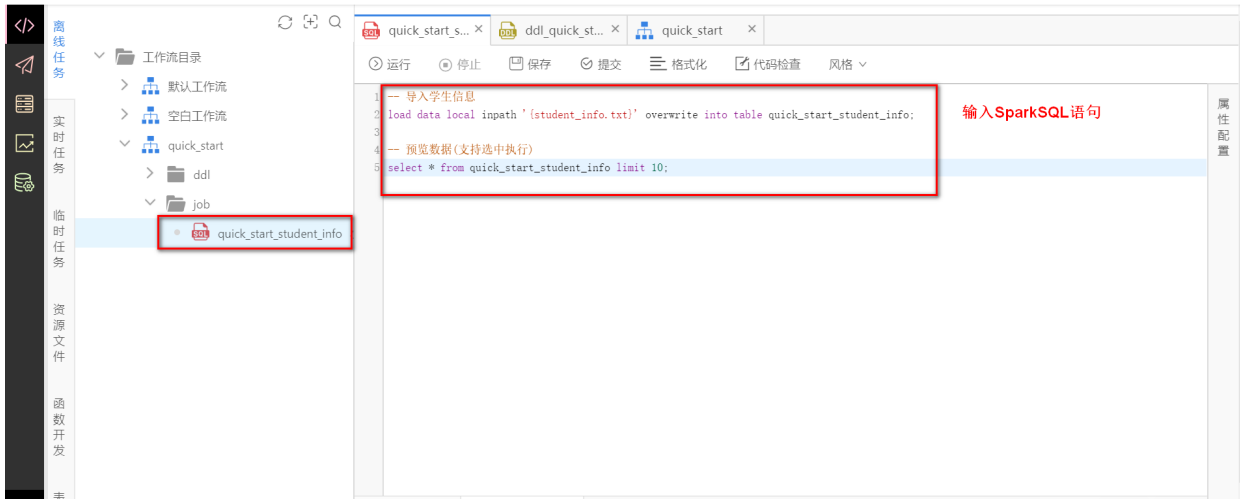 离线任务
实时任务
临时任务
资源文件
函数开发
工作流目录
默认工作流
空白工作流
quick_start
ddl
job
quick_start_student_info
quick_start_s...
ddl_quick_st...
quick_start
运行
停止
保存
提交
格式化
代码检查
风格
1 -- 导入学生信息
2 load data local inpath '{student_info.txt}' overwrite into table quick_start_student_info;
3
4 -- 预览数据(支持选中执行)
5 select * from quick_start_student_info limit 10;
输入SparkSQL语句
属性配置